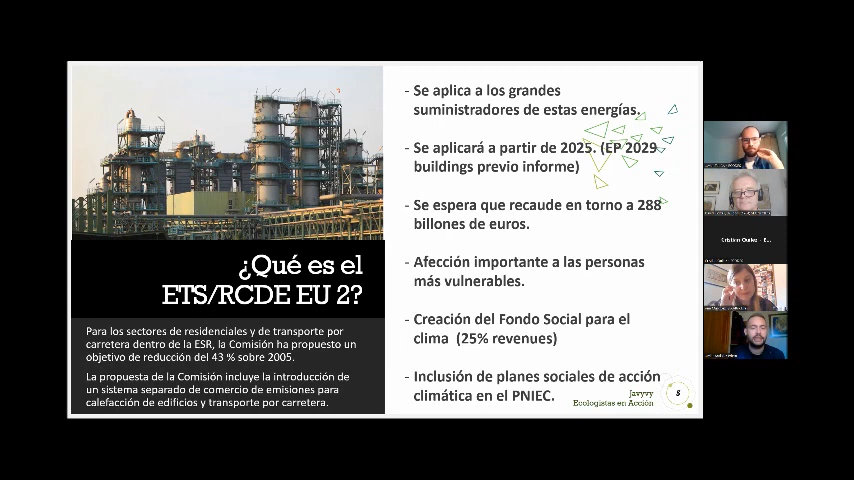 ¿Qué es el
ETS/RCDE EU 2?
Para los sectores de residenciales y de transporte por
carretera dentro de la ESR, la Comisión ha propuesto un
objetivo de reducción del 43 % sobre 2005.
La propuesta de la Comisión incluye la introducción de
un sistema separado de comercio de emisiones para
calefacción de edificios y transporte por carretera.
- Se aplica a los grandes
suministradores de estas energías.
- Se aplicará a partir de 2025. (EP 2029
buildings previo informe)
- Se espera que recaude en torno a 288
billones de euros.
- Afección importante a las personas
más vulnerables.
- Creación del Fondo Social para el
clima (25% revenues)
- Inclusión de planes sociales de acción
climática en el PNIEC.
Javyvy
Ecologistas en Acción
8
Cristian Quílez - E...